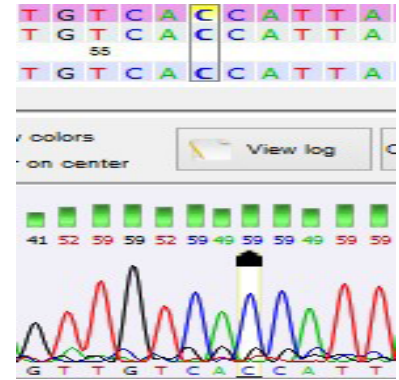 T G T C A C C A T T A
T G T C A C C A T T A
55
T G T C A C C A T T A
colors
on center
View log
41 52 59 59 52 59 49 59 59 49 59 59
G T T G T C A C C A T T